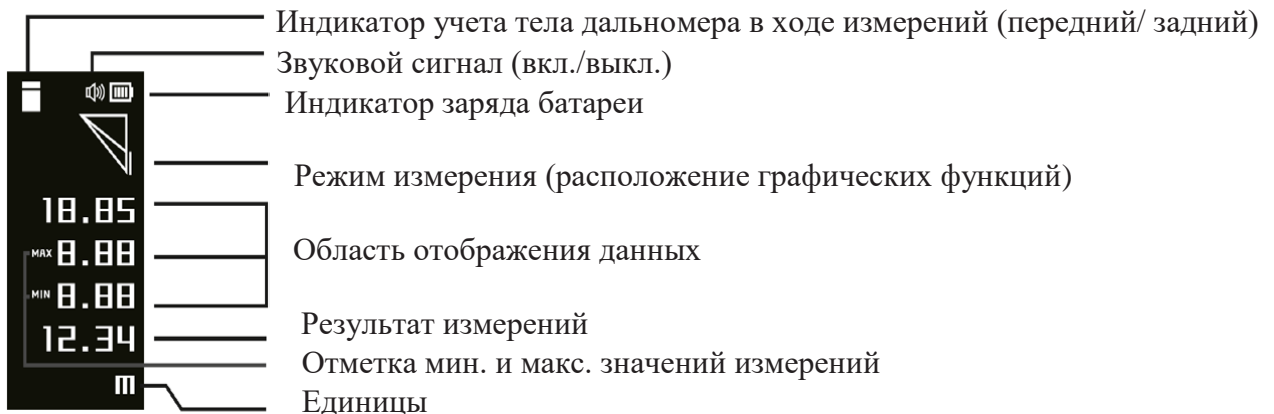 Индикатор учета тела дальномера в ходе измерений (передний/ задний)
Звуковой сигнал (вкл./выкл.)
Индикатор заряда батареи
Режим измерения (расположение графических функций)
18.85
MAX 8.88
Область отображения данных
MIN 8.88
12.34
Результат измерений
Отметка мин. и макс. значений измерений
m
Единицы